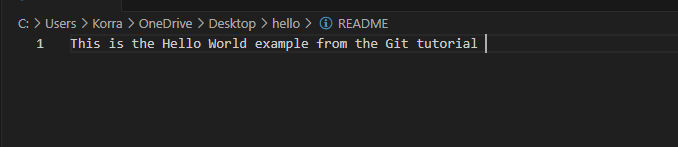 C: > Users > Korra > OneDrive > Desktop > hello > README
1 This is the Hello World example from the Git tutorial